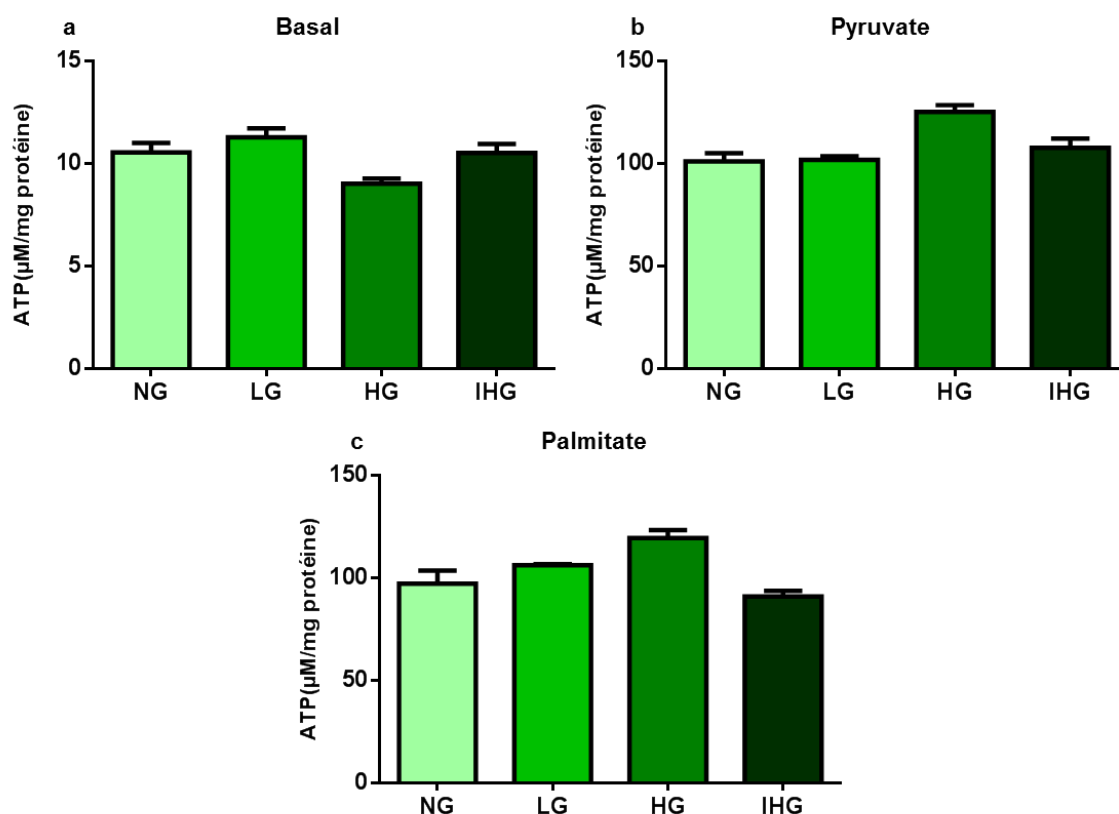 a Basal
15
10
5
0
ATP(µM/mg protéine)
NG LG HG IHG
b Pyruvate
150
100
50
0
ATP(µM/mg protéine)
NG LG HG IHG
c Palmitate
150
100
50
0
ATP(µM/mg protéine)
NG LG HG IHG